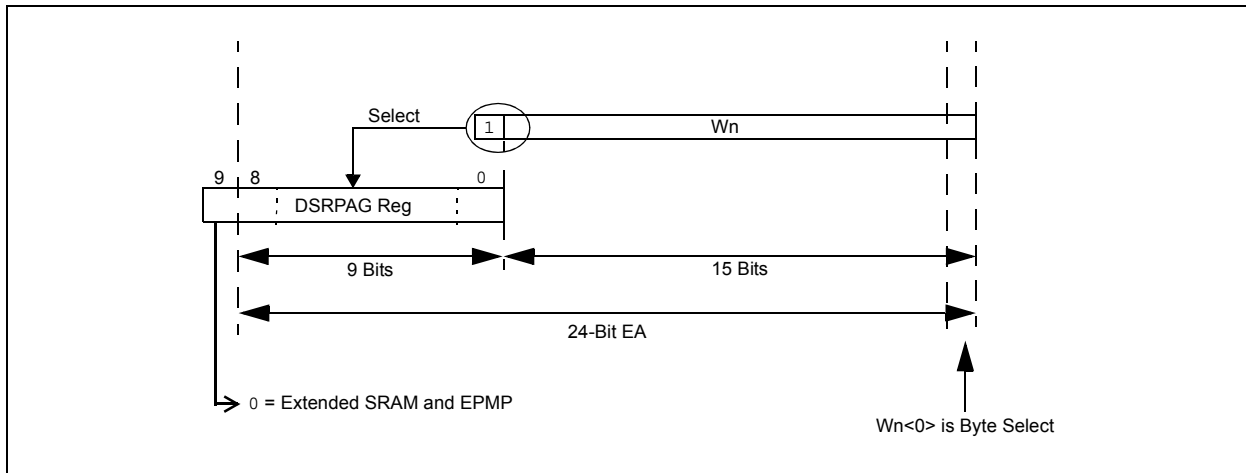 Select
1
Wn
9 8 0
DSRPAG Reg
9 Bits
15 Bits
24-Bit EA
0 = Extended SRAM and EPMP
Wn<0> is Byte Select